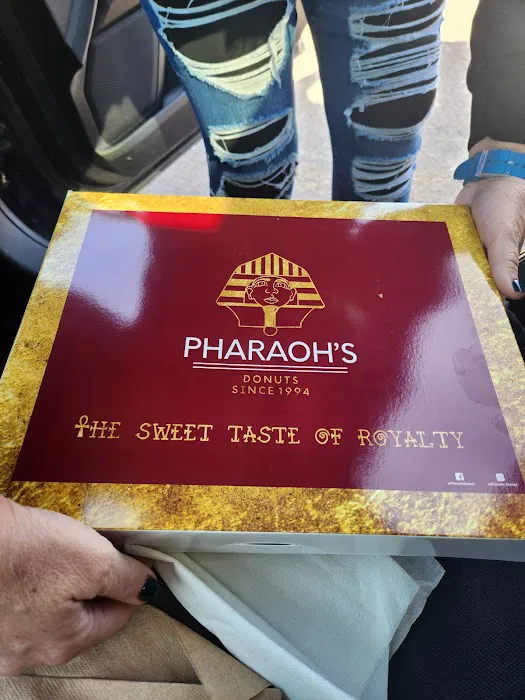 PHARAOH'S
DONUTS
SINCE 1994
THE SWEET TASTE OF ROYALTY